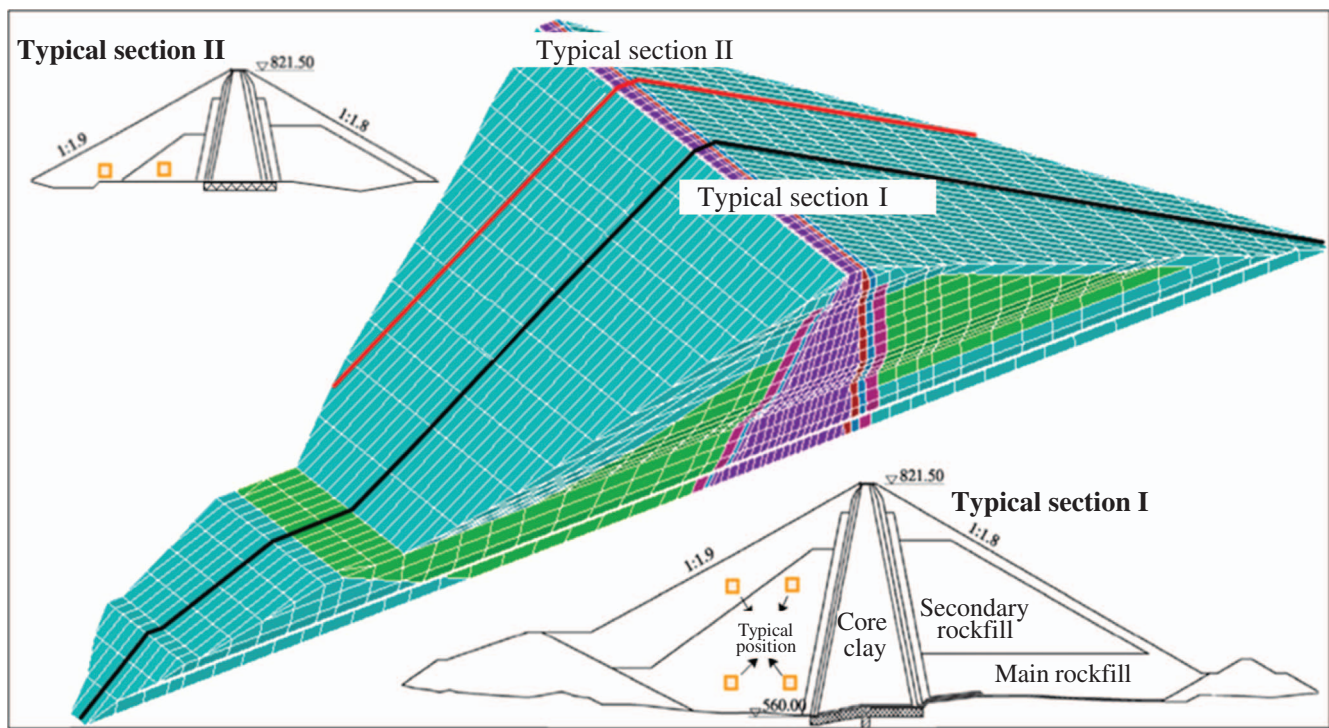 Typical section II
▽821.50
1:1.9
1:1.8
Typical section II
Typical section I
▽821.50
Typical section I
1:1.9
1:1.8
Typical
position
Core
clay
Secondary
rockfill
Main rockfill
▽560.00